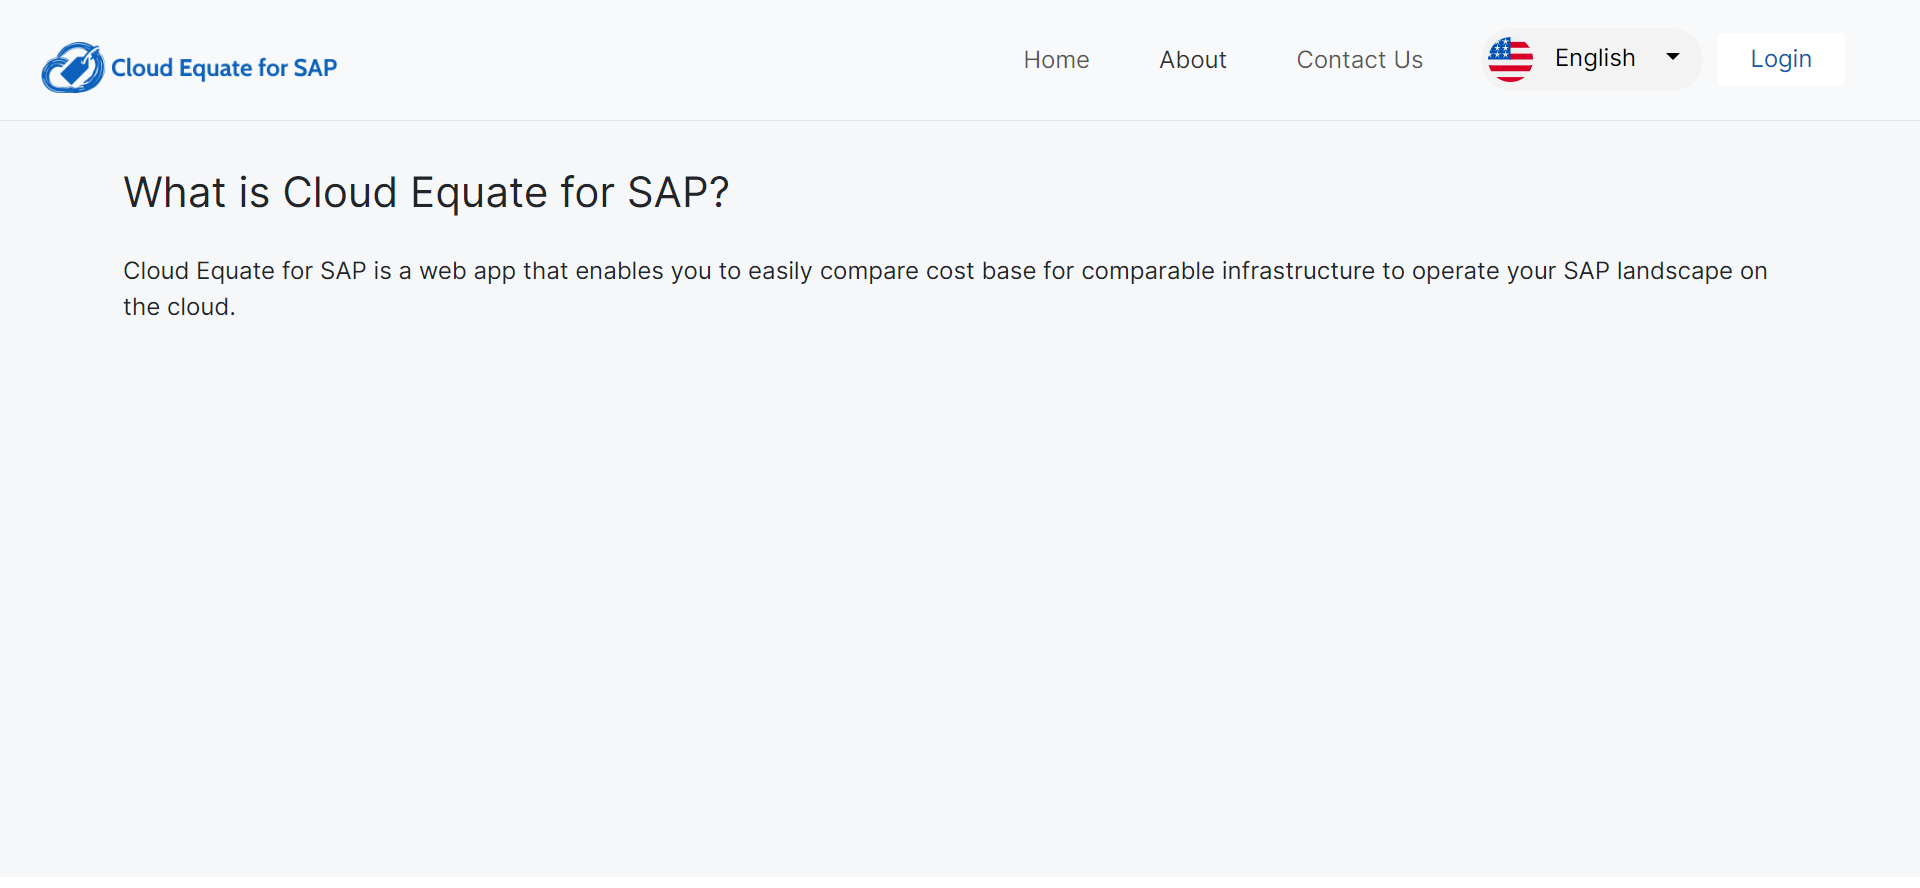 Cloud Equate for SAP
Home
About
Contact Us
English
Login
What is Cloud Equate for SAP?
Cloud Equate for SAP is a web app that enables you to easily compare cost base for comparable infrastructure to operate your SAP landscape on
the cloud.